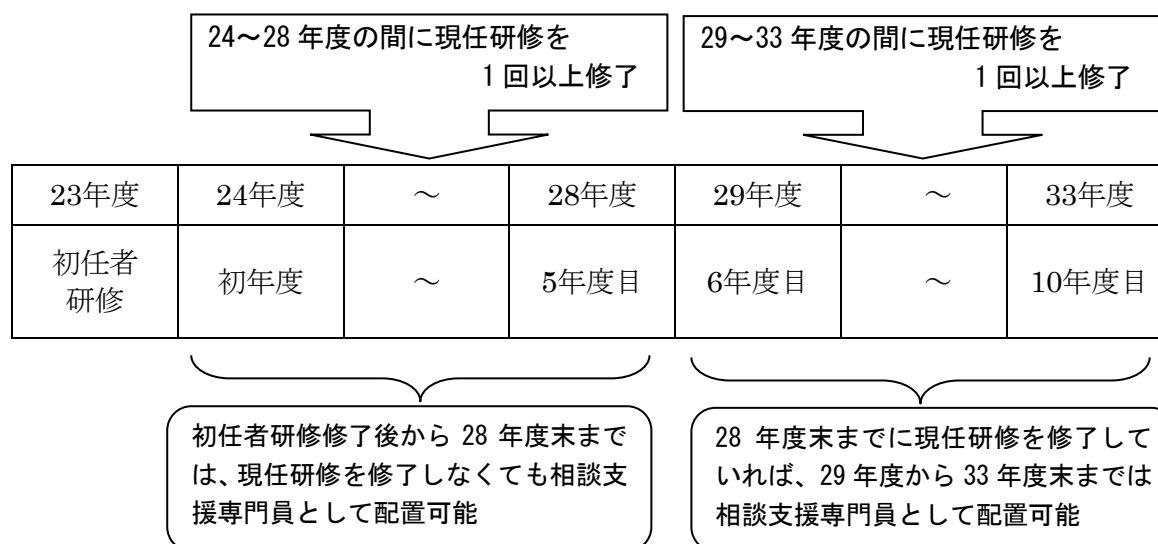 24～28 年度の間に現任研修を
1 回以上修了
29～33 年度の間に現任研修を
1 回以上修了
23年度 24年度 ～ 28年度 29年度 ～ 33年度
初任者
研修 初年度 ～ 5年度目 6年度目 ～ 10年度目
初任者研修修了後から 28 年度末まで
は、現任研修を修了しなくても相談支
援専門員として配置可能
28 年度末までに現任研修を修了して
いれば、29 年度から 33 年度末までは
相談支援専門員として配置可能